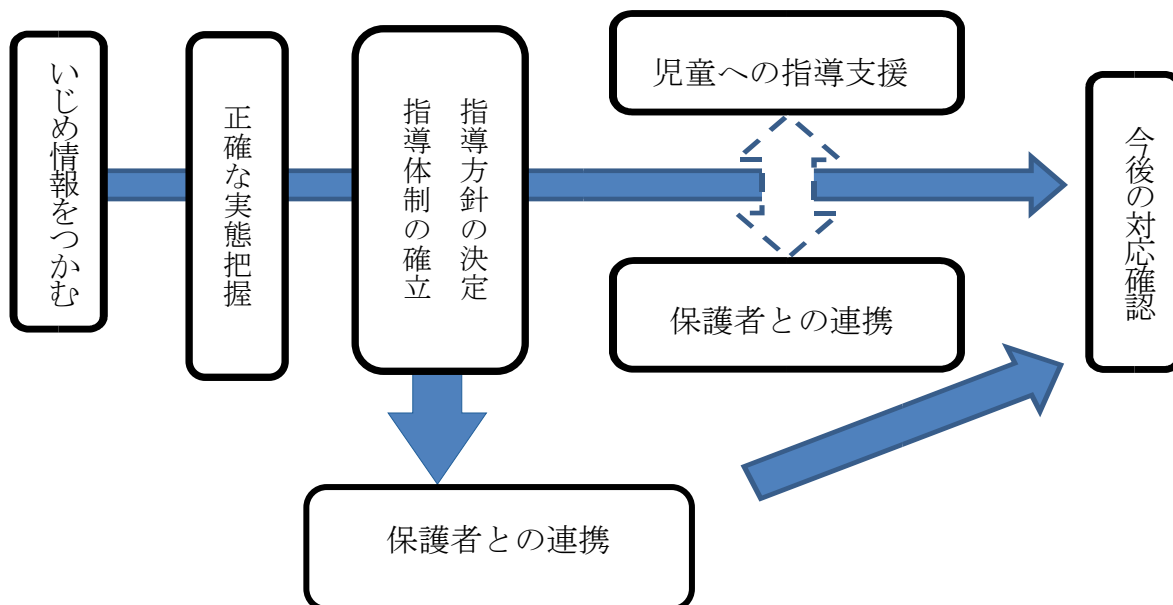 いじめ情報をつかむ
正確な実態把握
指導方針の決定
指導体制の確立
児童への指導支援
保護者との連携
保護者との連携
今後の対応確認